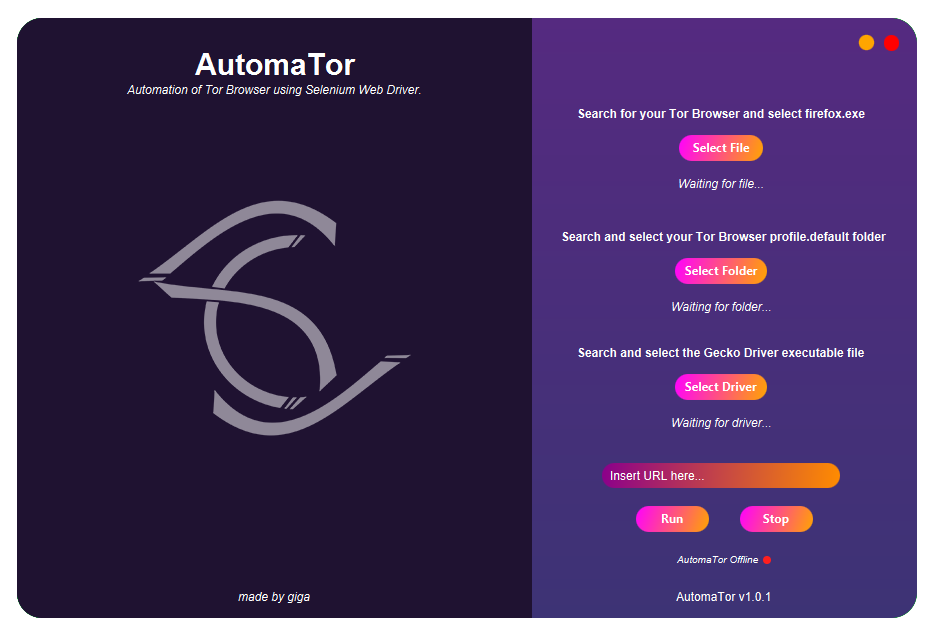 AutomaTor
Automation of Tor Browser using Selenium Web Driver.
made by giga
Search for your Tor Browser and select firefox.exe
Select File
Waiting for file...
Search and select your Tor Browser profile.default folder
Select Folder
Waiting for folder...
Search and select the Gecko Driver executable file
Select Driver
Waiting for driver...
Insert URL here...
Run
Stop
AutomaTor Offline
AutomaTor v1.0.1